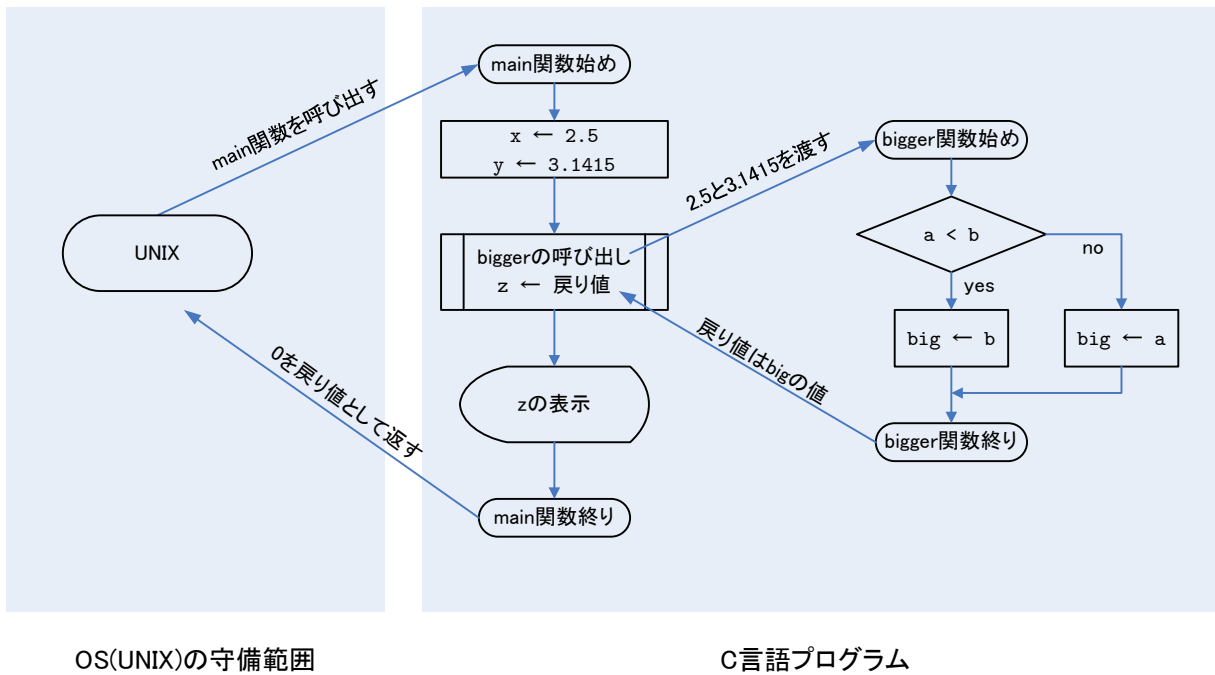 main関数を呼び出す
UNIX
0を戻り値として返す
OS(UNIX)の守備範囲
main関数始め
x ← 2.5
y ← 3.1415
biggerの呼び出し
z ← 戻り値
zの表示
main関数終り
2.5と3.1415を渡す
bigger関数始め
a < b
no
yes
big ← b
big ← a
bigger関数終り
戻り値はbigの値
C言語プログラム